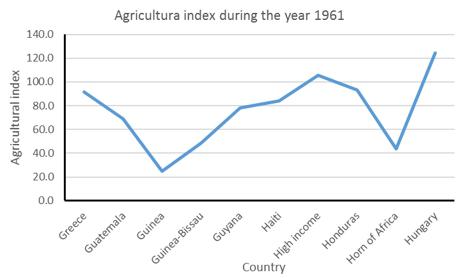 Agricultura index during the year 1961
Agricultural index
140.0
120.0
100.0
80.0
60.0
40.0
20.0
0.0
Greece
Guatemala
Guinea
Guinea-Bissau
Guyana
Haiti
High income
Honduras
Horn of Africa
Hungary
Country